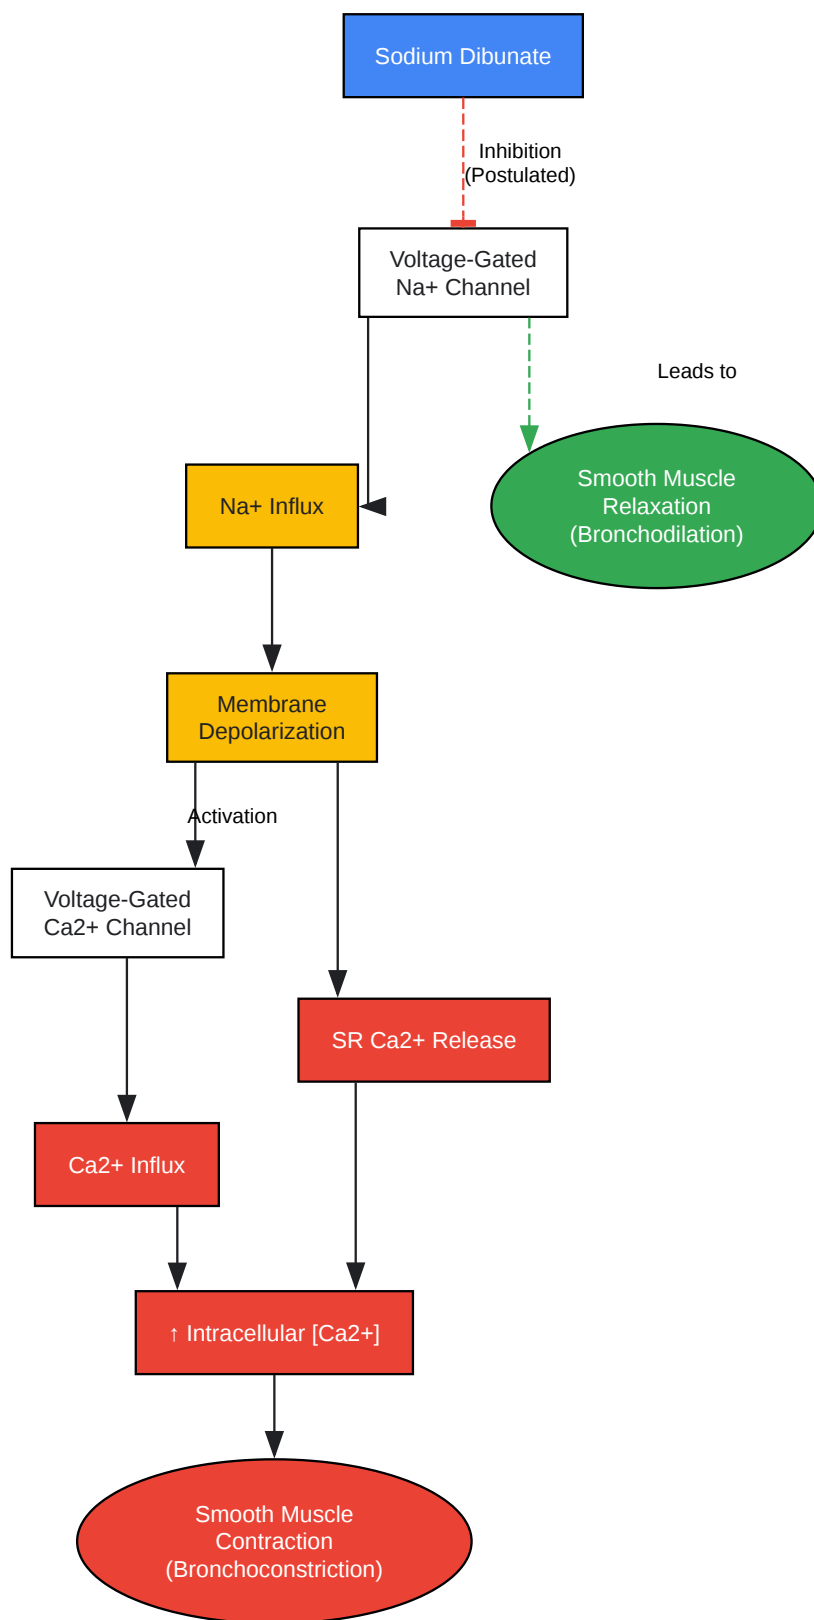 Sodium Dibunate
Inhibition
(Postulated)
Voltage-Gated
Na+ Channel
Leads to
Na+ Influx
Smooth Muscle
Relaxation
(Bronchodilation)
Membrane
Depolarization
Activation
Voltage-Gated
Ca2+ Channel
SR Ca2+ Release
Ca2+ Influx
↑ Intracellular [Ca2+]
Smooth Muscle
Contraction
(Bronchoconstriction)